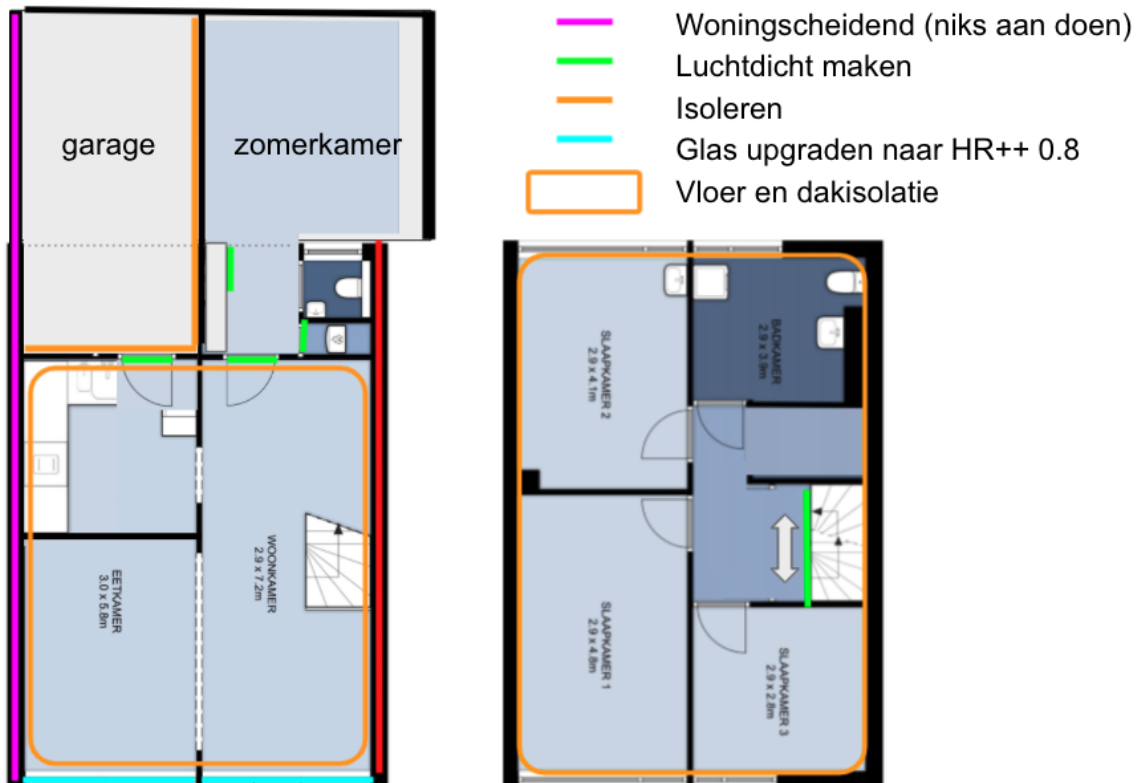 Woningscheidend (niks aan doen)
Luchtdicht maken
Isoleren
Glas upgraden naar HR++ 0.8
Vloer en dakisolatie
garage
zomerkamer
WOONKAMER
2.9 x 7.2m
EETKAMER
3.0 x 5.8m
SLAAPKAMER 2
2.9 x 4.1m
BADKAMER
2.9 x 3.9m
SLAAPKAMER 1
2.9 x 4.8m
SLAAPKAMER 3
2.9 x 2.8m